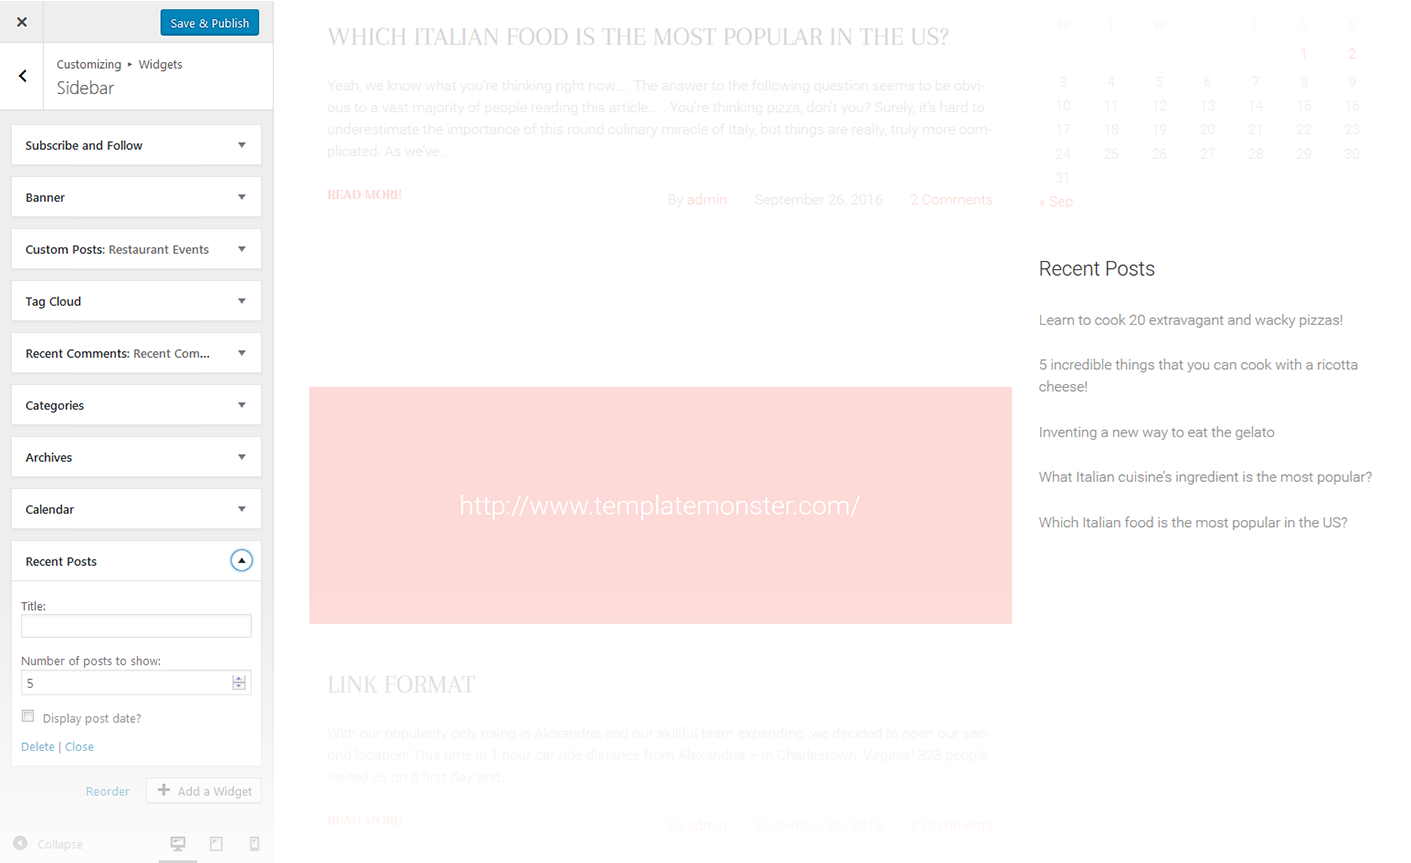 Save & Publish
Customizing ▸ Widgets
Sidebar
Subscribe and Follow
Banner
Custom Posts: Restaurant Events
Tag Cloud
Recent Comments: Recent Com...
Categories
Archives
Calendar
Recent Posts
Title:
Number of posts to show:
5
Display post date?
Delete | Close
Reorder
Add a Widget
Collapse
WHICH ITALIAN FOOD IS THE MOST POPULAR IN THE US?
Yeah, we know what you're thinking right now… The answer to the following question seems to be obvi-
ous to a vast majority of people reading this article…. You're thinking pizza, don't you? Surely, it's hard to
underestimate the importance of this round culinary miracle of Italy, but things are really, truly more com-
plicated. As we've…
READ MORE
By admin September 26, 2016 2 Comments
http://www.templatemonster.com/
LINK FORMAT
With our popularity only rising in Alexandria and our skillful team expanding, we decided to open our sec-
ond location! This time in 1 hour car ride distance from Alexandria – in Charlestown, Virginia! 323 people
visited us on a first day and…
READ MORE
By admin September 26, 2016 2 Comments
M T W T F S S
1 2
3 4 5 6 7 8 9
10 11 12 13 14 15 16
17 18 19 20 21 22 23
24 25 26 27 28 29 30
31
« Sep
Recent Posts
Learn to cook 20 extravagant and wacky pizzas!
5 incredible things that you can cook with a ricotta
cheese!
Inventing a new way to eat the gelato
What Italian cuisine's ingredient is the most popular?
Which Italian food is the most popular in the US?